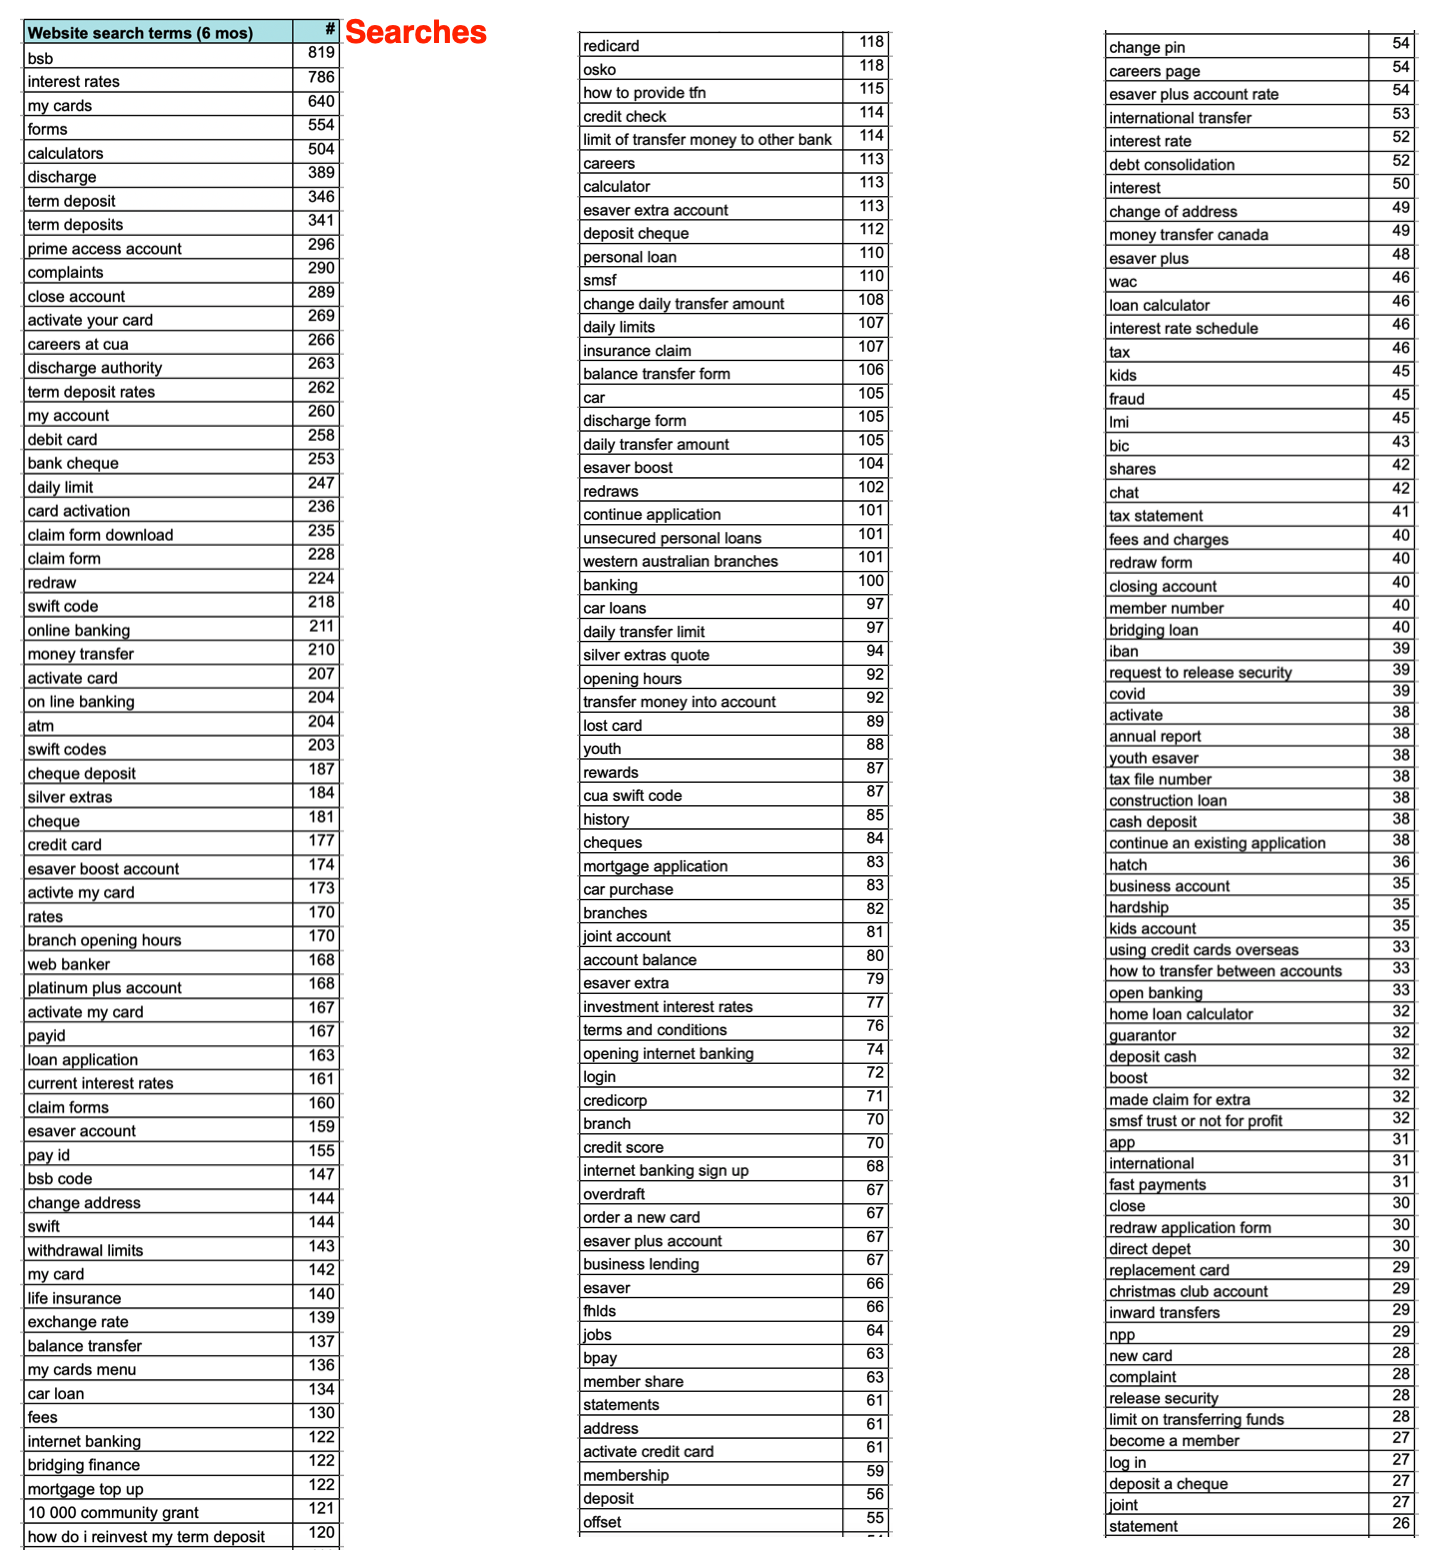 Website search terms (6 mos) # Searches
bsb 819
interest rates 786
my cards 640
forms 554
calculators 504
discharge 389
term deposit 346
term deposits 341
prime access account 296
complaints 290
close account 289
activate your card 269
careers at cua 266
discharge authority 263
term deposit rates 262
my account 260
debit card 258
bank cheque 253
daily limit 247
card activation 236
claim form download 235
claim form 228
redraw 224
swift code 218
online banking 211
money transfer 210
activate card 207
on line banking 204
atm 204
swift codes 203
cheque deposit 187
silver extras 184
cheque 181
credit card 177
esaver boost account 174
activte my card 173
rates 170
branch opening hours 170
web banker 168
platinum plus account 168
activate my card 167
payid 167
loan application 163
current interest rates 161
claim forms 160
esaver account 159
pay id 155
bsb code 147
change address 144
swift 144
withdrawal limits 143
my card 142
life insurance 140
exchange rate 139
balance transfer 137
my cards menu 136
car loan 134
fees 130
internet banking 122
bridging finance 122
mortgage top up 122
10 000 community grant 121
how do i reinvest my term deposit 120
redicard 118
osko 118
how to provide tfn 115
credit check 114
limit of transfer money to other bank 114
careers 113
calculator 113
esaver extra account 113
deposit cheque 112
personal loan 110
smsf 110
change daily transfer amount 108
daily limits 107
insurance claim 107
balance transfer form 106
car 105
discharge form 105
daily transfer amount 105
esaver boost 104
redraws 102
continue application 101
unsecured personal loans 101
western australian branches 101
banking 100
car loans 97
daily transfer limit 97
silver extras quote 94
opening hours 92
transfer money into account 92
lost card 89
youth 88
rewards 87
cua swift code 87
history 85
cheques 84
mortgage application 83
car purchase 83
branches 82
joint account 81
account balance 80
esaver extra 79
investment interest rates 77
terms and conditions 76
opening internet banking 74
login 72
credicorp 71
branch 70
credit score 70
internet banking sign up 68
overdraft 67
order a new card 67
esaver plus account 67
business lending 67
esaver 66
fhlds 66
jobs 64
bpay 63
member share 63
statements 61
address 61
activate credit card 61
membership 59
deposit 56
offset 55
change pin 54
careers page 54
esaver plus account rate 54
international transfer 53
interest rate 52
debt consolidation 52
interest 50
change of address 49
money transfer canada 49
esaver plus 48
wac 46
loan calculator 46
interest rate schedule 46
tax 46
kids 45
fraud 45
lmi 45
bic 43
shares 42
chat 42
tax statement 41
fees and charges 40
redraw form 40
closing account 40
member number 40
bridging loan 40
iban 39
request to release security 39
covid 39
activate 38
annual report 38
youth esaver 38
tax file number 38
construction loan 38
cash deposit 38
continue an existing application 38
hatch 36
business account 35
hardship 35
kids account 35
using credit cards overseas 33
how to transfer between accounts 33
open banking 33
home loan calculator 32
guarantor 32
deposit cash 32
boost 32
made claim for extra 32
smsf trust or not for profit 32
app 31
international 31
fast payments 31
close 30
redraw application form 30
direct depet 30
replacement card 29
christmas club account 29
inward transfers 29
npp 29
new card 28
complaint 28
release security 28
limit on transferring funds 28
become a member 27
log in 27
deposit a cheque 27
joint 27
statement 26